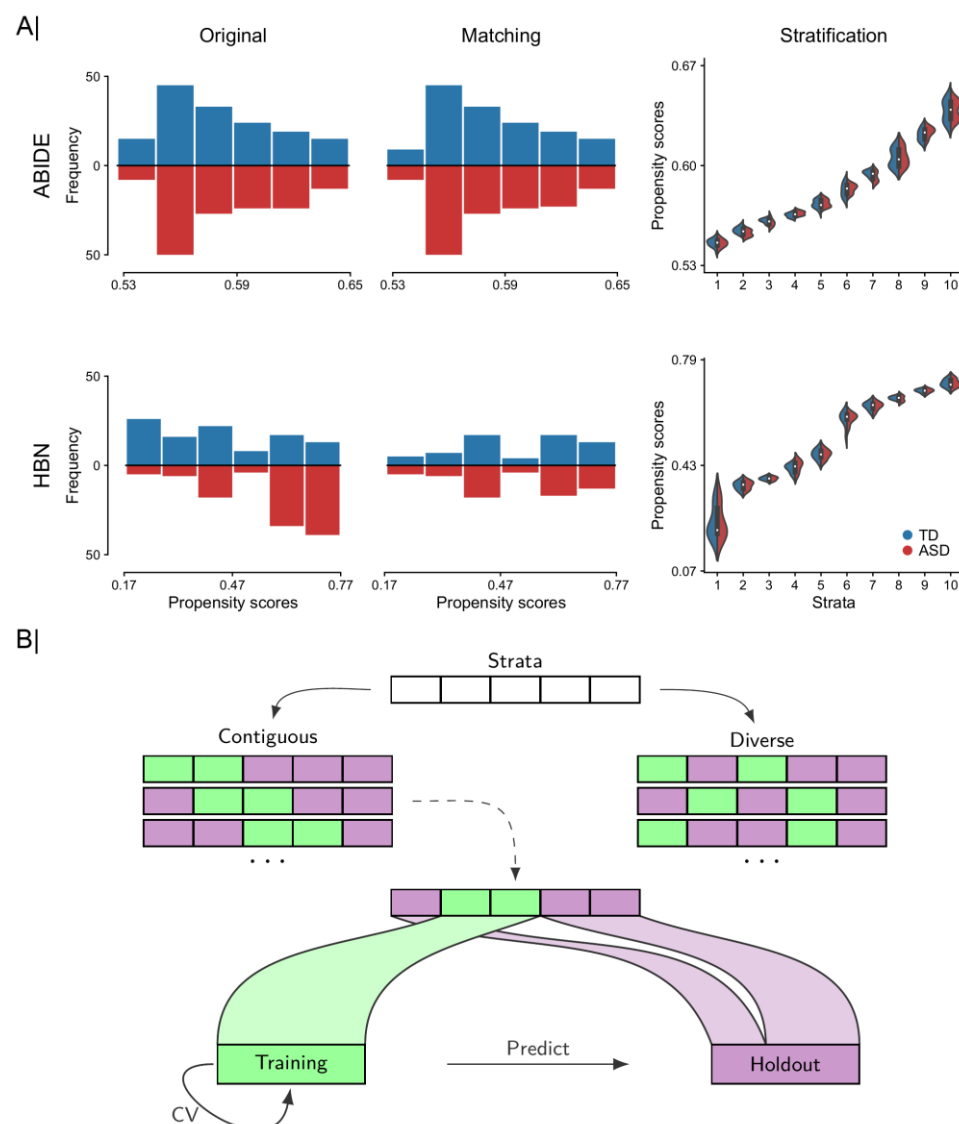 A|
Original Matching Stratification
ABIDE
Frequency
50
0
50
0.53 0.59 0.65
0.53 0.59 0.65
Propensity scores
0.67
0.60
0.53
1 2 3 4 5 6 7 8 9 10
HBN
Frequency
50
0
50
0.17 0.47 0.77
Propensity scores
0.17 0.47 0.77
Propensity scores
Propensity scores
0.79
0.43
0.07
TD
ASD
1 2 3 4 5 6 7 8 9 10
Strata
B|
Strata
Contiguous
Diverse
. . .
. . .
Training
Predict
Holdout
CV